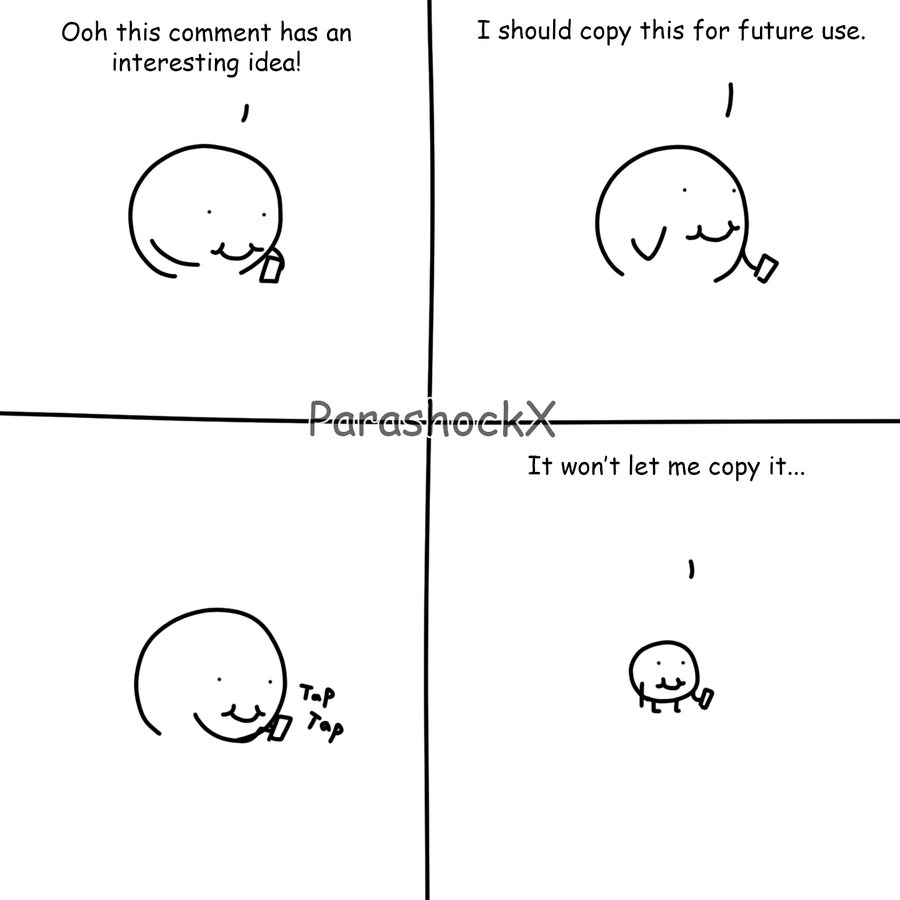 Ooh this comment has an
interesting idea!
I should copy this for future use.
ParashockX
Tap
Tap
It won't let me copy it...